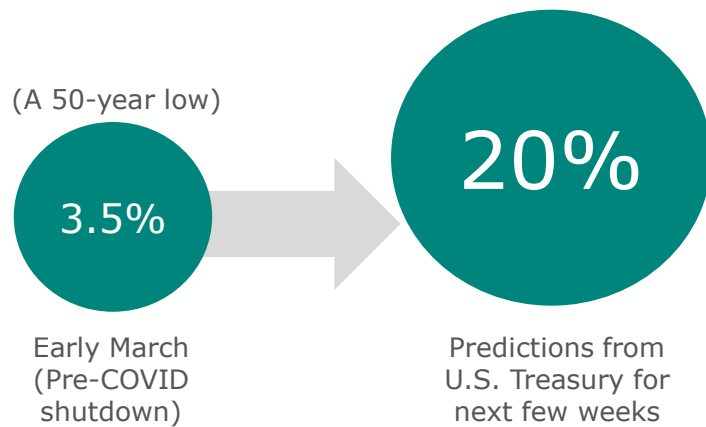 (A 50-year low)
3.5%
20%
Early March
(Pre-COVID
shutdown)
Predictions from
U.S. Treasury for
next few weeks